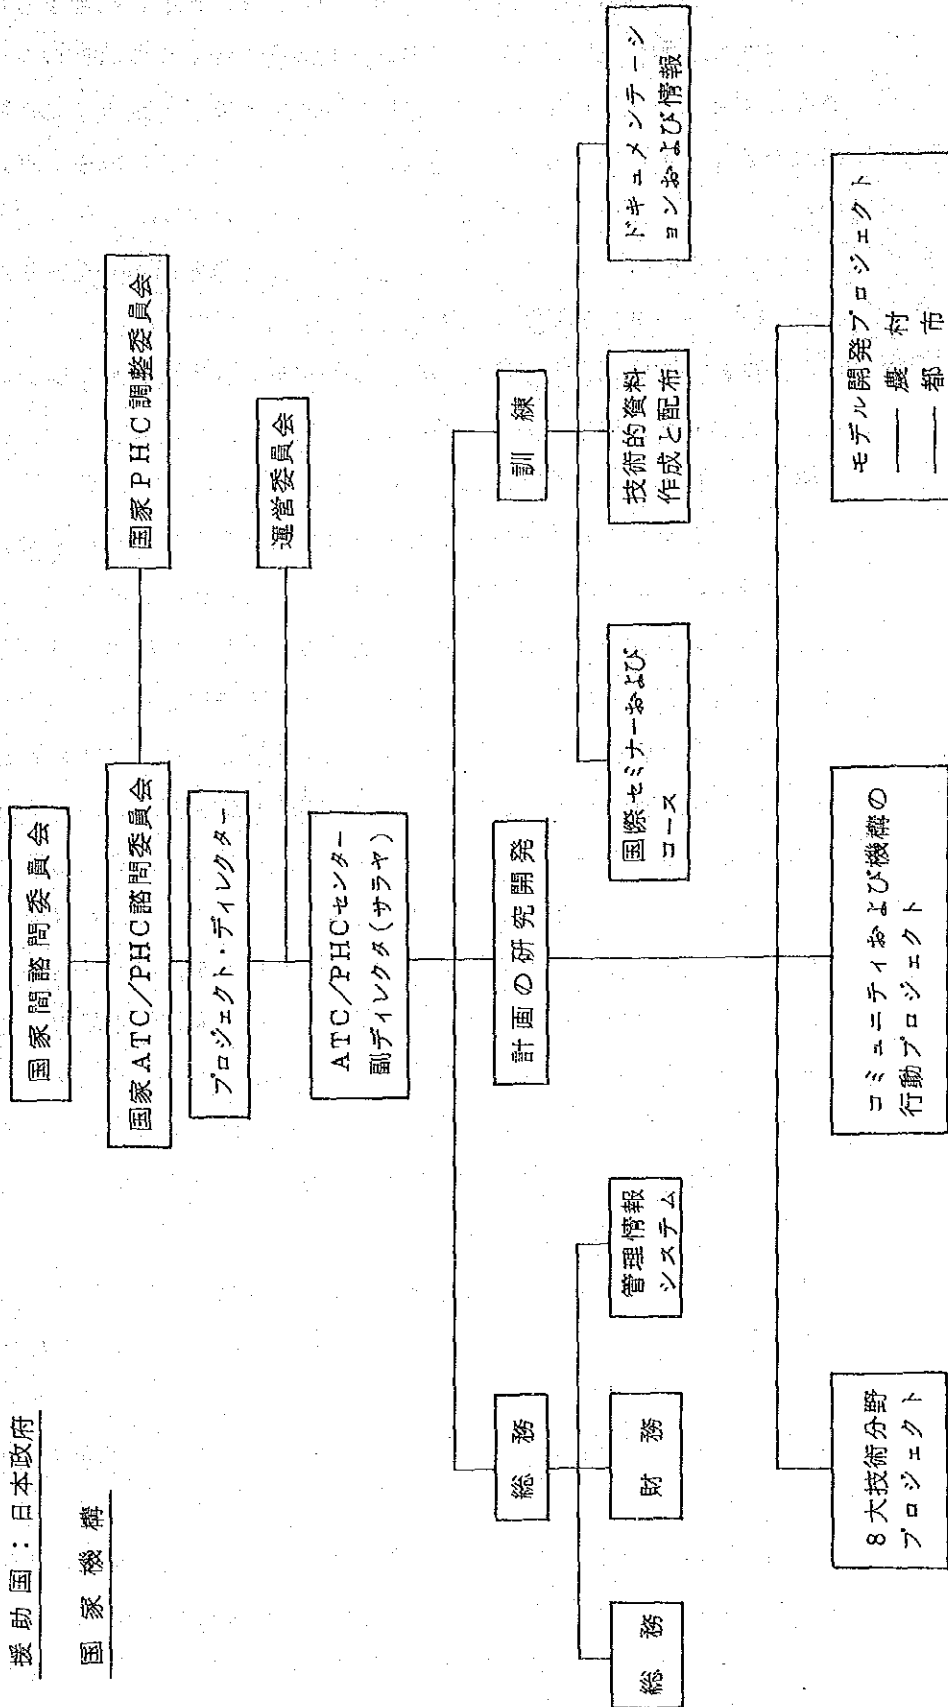 援助国：日本政府
国家機構
国家間諮問委員会
国家ATC/PHC諮問委員会
国家PHC調整委員会
プロジェクト・ディレクター
運営委員会
ATC/PHCセンター
副ディレクタ(サラヤ)
総務
計画の研究開発
訓練
総務
財務
管理情報
システム
国際セミナーおよび
コース
技術的資料
作成と配布
ドキュメンテーシ
ョンおよび情報
8大技術分野
プロジェクト
コミュニティおよび機構の
行動プロジェクト
モデル開発プロジェクト
── 農村
── 都市